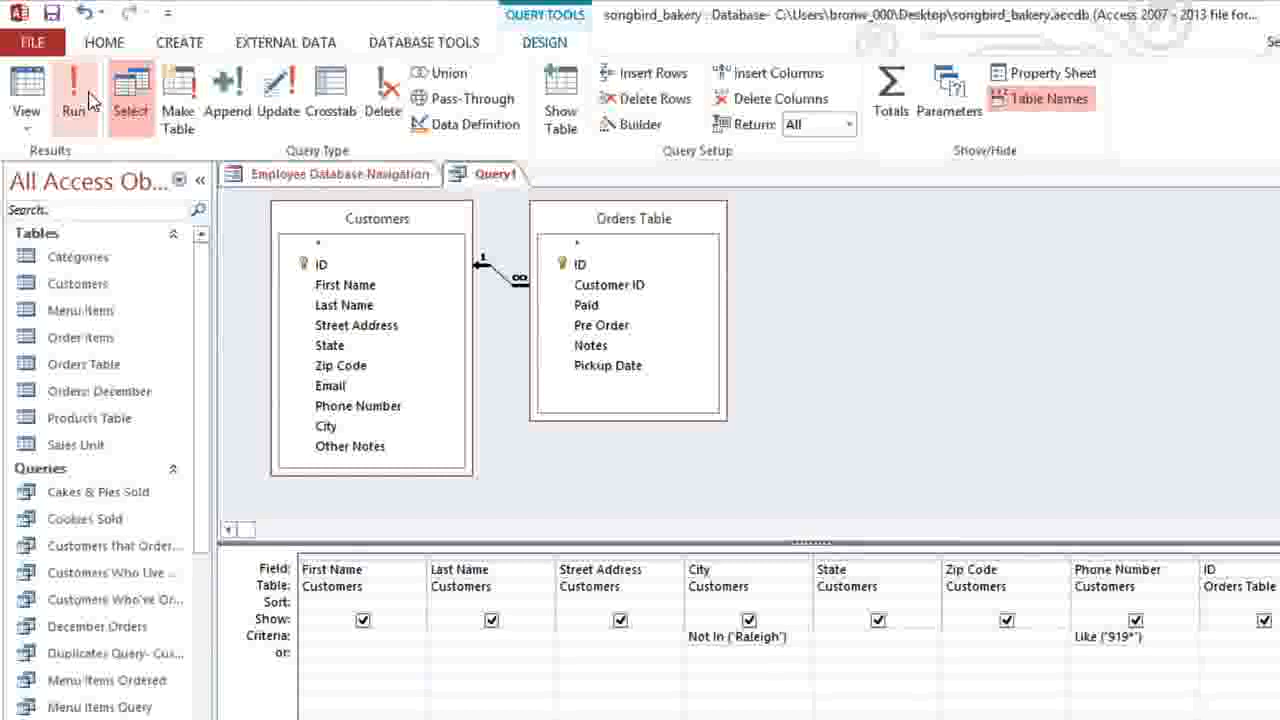 QUERY TOOLS
songbird_bakery : Database- C:\Users\bronw_000\Desktop\songbird_bakery.accdb (Access 2007 - 2013 file for...
FILE HOME CREATE EXTERNAL DATA DATABASE TOOLS DESIGN
View Run Select Make Table Append Update Crosstab Delete
Union
Pass-Through
Data Definition
Show Table
Insert Rows
Delete Rows
Builder
Insert Columns
Delete Columns
Return: All
Totals Parameters
Property Sheet
Table Names
Results Query Type Query Setup Show/Hide
All Access Ob... «
Search..
Tables
Categories
Customers
Menu Items
Order Items
Orders Table
Orders: December
Products Table
Sales Unit
Queries
Cakes & Pies Sold
Cookies Sold
Customers that Order...
Customers Who Live ...
Customers Who've Or...
December Orders
Duplicates Query- Cus...
Menu Items Ordered
Menu Items Query
Employee Database Navigation Query1
Customers
*
ID
First Name
Last Name
Street Address
State
Zip Code
Email
Phone Number
City
Other Notes
1
∞
Orders Table
*
ID
Customer ID
Paid
Pre Order
Notes
Pickup Date
Field: First Name Last Name Street Address City State Zip Code Phone Number ID
Table: Customers Customers Customers Customers Customers Customers Customers Orders Table
Sort:
Show:
Criteria: Not In ("Raleigh") Like ("919*")
or: